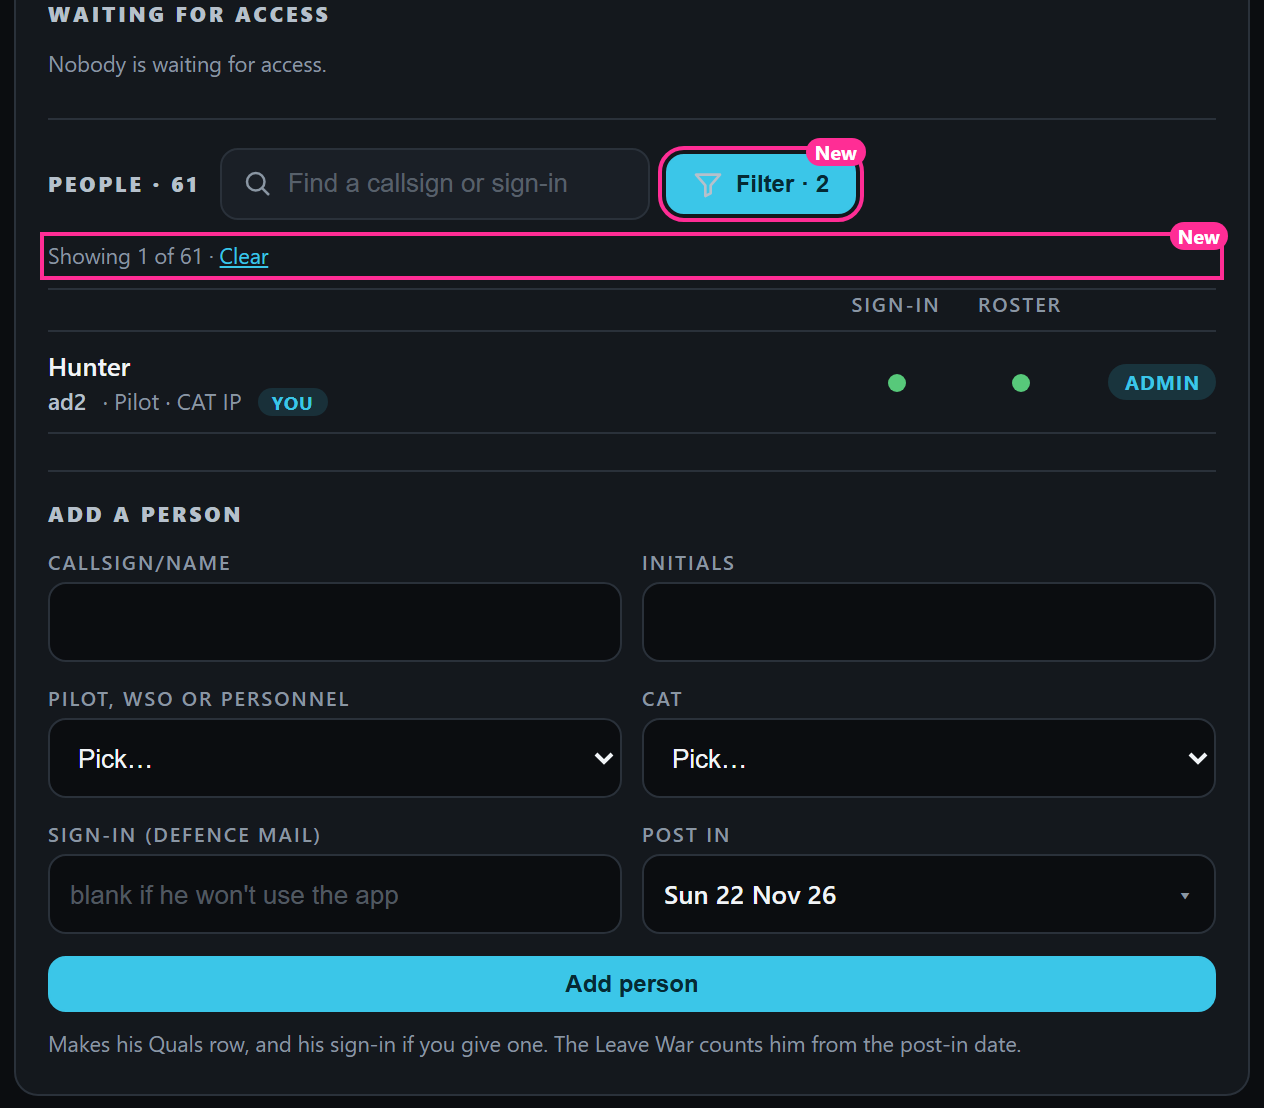 WAITING FOR ACCESS
Nobody is waiting for access.
PEOPLE · 61
Find a callsign or sign-in
Filter · 2
New
Showing 1 of 61 · Clear
New
SIGN-IN ROSTER
Hunter
ad2 · Pilot · CAT IP YOU
ADMIN
ADD A PERSON
CALLSIGN/NAME INITIALS
PILOT, WSO OR PERSONNEL CAT
Pick... Pick...
SIGN-IN (DEFENCE MAIL) POST IN
blank if he won't use the app Sun 22 Nov 26
Add person
Makes his Quals row, and his sign-in if you give one. The Leave War counts him from the post-in date.